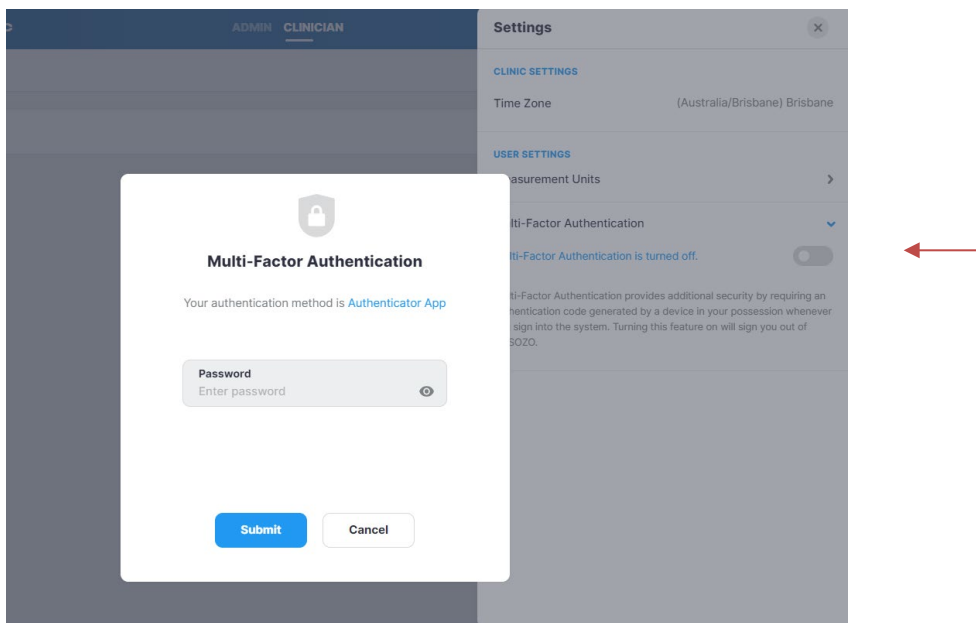 ADMIN CLINICIAN
Settings
CLINIC SETTINGS
Time Zone (Australia/Brisbane) Brisbane
USER SETTINGS
asurement Units
lti-Factor Authentication
lti-Factor Authentication is turned off.
ti-Factor Authentication provides additional security by requiring an
hentication code generated by a device in your possession whenever
sign into the system. Turning this feature on will sign you out of
SOZO.
Multi-Factor Authentication
Your authentication method is Authenticator App
Password
Enter password
Submit Cancel